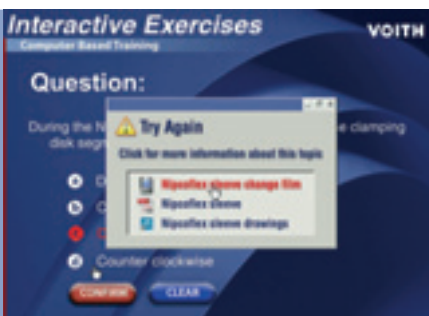 Interactive Exercises
VOITH
Computer Based Training
Question:
Try Again
During the N
e clamping
disk seg
Click for more information about this topic
a D
Nipcoflex sleeve change film
b C
Nipcoflex sleeve
C
Nipcoflex sleeve drawings
d Counter clockwise
CONFIRM CLEAR